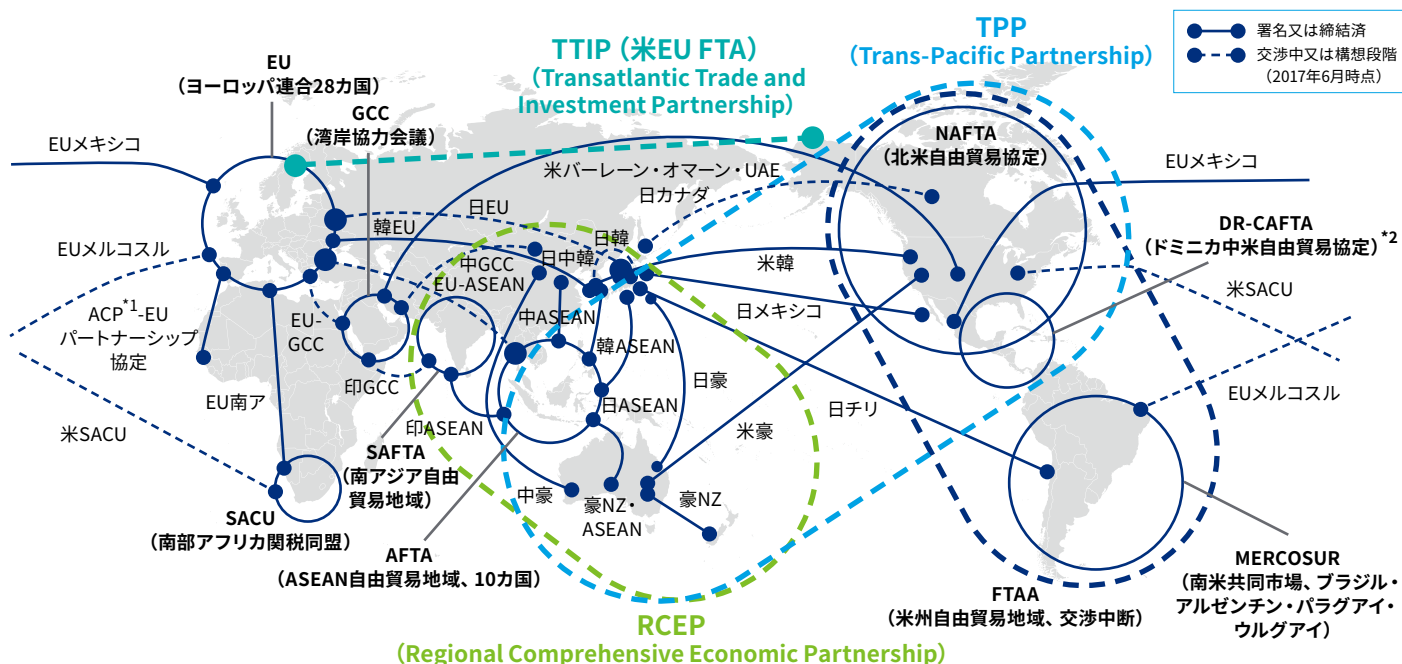 TTIP（米EU FTA）
（Transatlantic Trade and
Investment Partnership）
TPP
（Trans-Pacific Partnership）
署名又は締結済
交渉中又は構想段階
（2017年6月時点）
EU
（ヨーロッパ連合28カ国）
GCC
（湾岸協力会議）
NAFTA
（北米自由貿易協定）
EUメキシコ
EUメキシコ
米バーレーン・オマーン・UAE
日カナダ
日EU
韓EU
日韓
DR-CAFTA
（ドミニカ中米自由貿易協定）*2
EUメルコスル
中GCC
日中韓
米韓
EU-ASEAN
米SACU
ACP*1-EU
パートナーシップ
協定
EU-
GCC
中ASEAN
日メキシコ
韓ASEAN
印GCC
日豪
EU南ア
日ASEAN
日チリ
EUメルコスル
米SACU
印ASEAN
米豪
SAFTA
（南アジア自由
貿易地域）
中豪
豪NZ・
ASEAN
豪NZ
SACU
（南部アフリカ関税同盟）
AFTA
（ASEAN自由貿易地域、10カ国）
FTAA
（米州自由貿易地域、交渉中断）
MERCOSUR
（南米共同市場、ブラジル・
アルゼンチン・パラグアイ・
ウルグアイ）
RCEP
（Regional Comprehensive Economic Partnership）